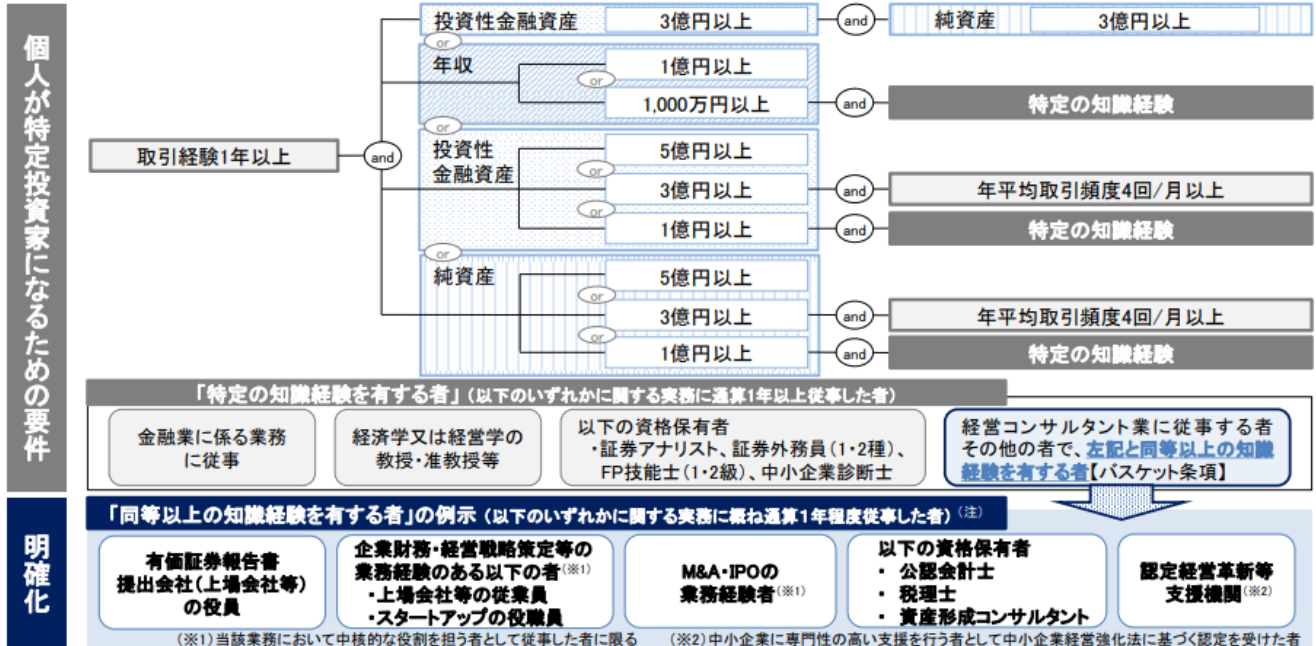 個人が特定投資家になるための要件
取引経験1年以上
and
投資性金融資産 3億円以上 and 純資産 3億円以上
or
年収 1億円以上
or
1,000万円以上 and 特定の知識経験
or
投資性
金融資産
5億円以上
or
3億円以上 and 年平均取引頻度4回/月以上
or
1億円以上 and 特定の知識経験
or
純資産 5億円以上
or
3億円以上 and 年平均取引頻度4回/月以上
or
1億円以上 and 特定の知識経験
「特定の知識経験を有する者」(以下のいずれかに関する実務に通算1年以上従事した者)
金融業に係る業務
に従事
経済学又は経営学の
教授・准教授等
以下の資格保有者
・証券アナリスト、証券外務員(1・2種)、
FP技能士(1・2級)、中小企業診断士
経営コンサルタント業に従事する者
その他の者で、左記と同等以上の知識
経験を有する者【バスケット条項】
明確化
「同等以上の知識経験を有する者」の例示 (以下のいずれかに関する実務に概ね通算1年程度従事した者) (注)
有価証券報告書
提出会社(上場会社等)
の役員
企業財務・経営戦略策定等の
業務経験のある以下の者(※1)
・上場会社等の従業員
・スタートアップの役職員
M&A・IPOの
業務経験者(※1)
以下の資格保有者
・ 公認会計士
・ 税理士
・ 資産形成コンサルタント
認定経営革新等
支援機関(※2)
(※1)当該業務において中核的な役割を担う者として従事した者に限る
(※2)中小企業に専門性の高い支援を行う者として中小企業経営強化法に基づく認定を受けた者